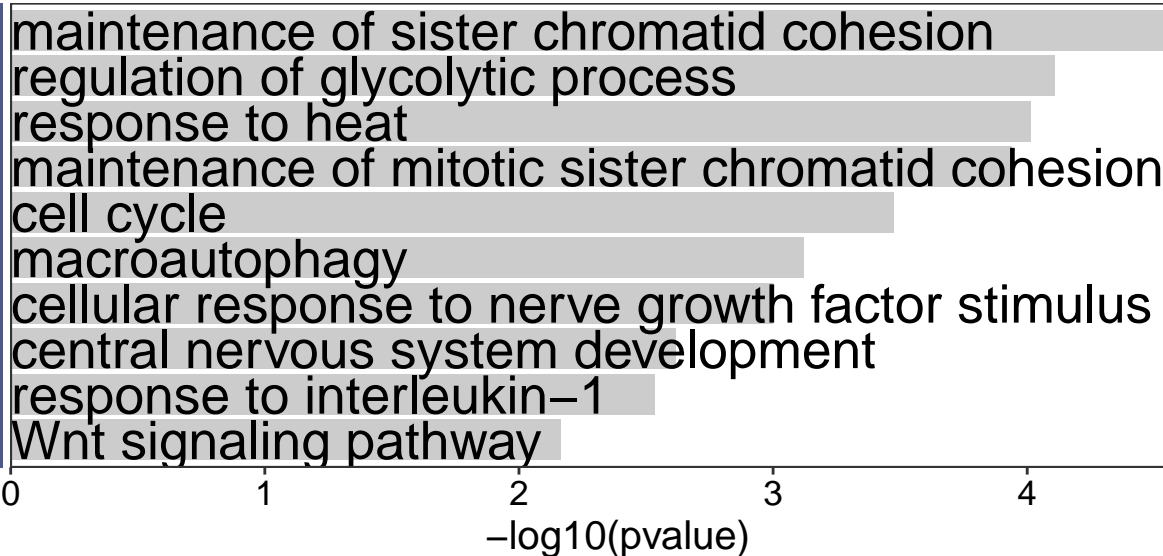 maintenance of sister chromatid cohesion
regulation of glycolytic process
response to heat
maintenance of mitotic sister chromatid cohesion
cell cycle
macroautophagy
cellular response to nerve growth factor stimulus
central nervous system development
response to interleukin−1
Wnt signaling pathway
0 1 2 3 4
−log10(pvalue)